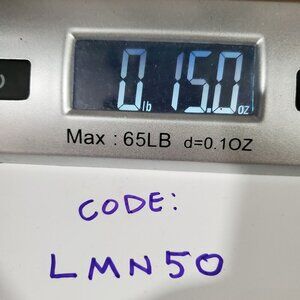 0 lb 15.0 oz
Max : 65LB d=0.1OZ
CODE:
LMN50